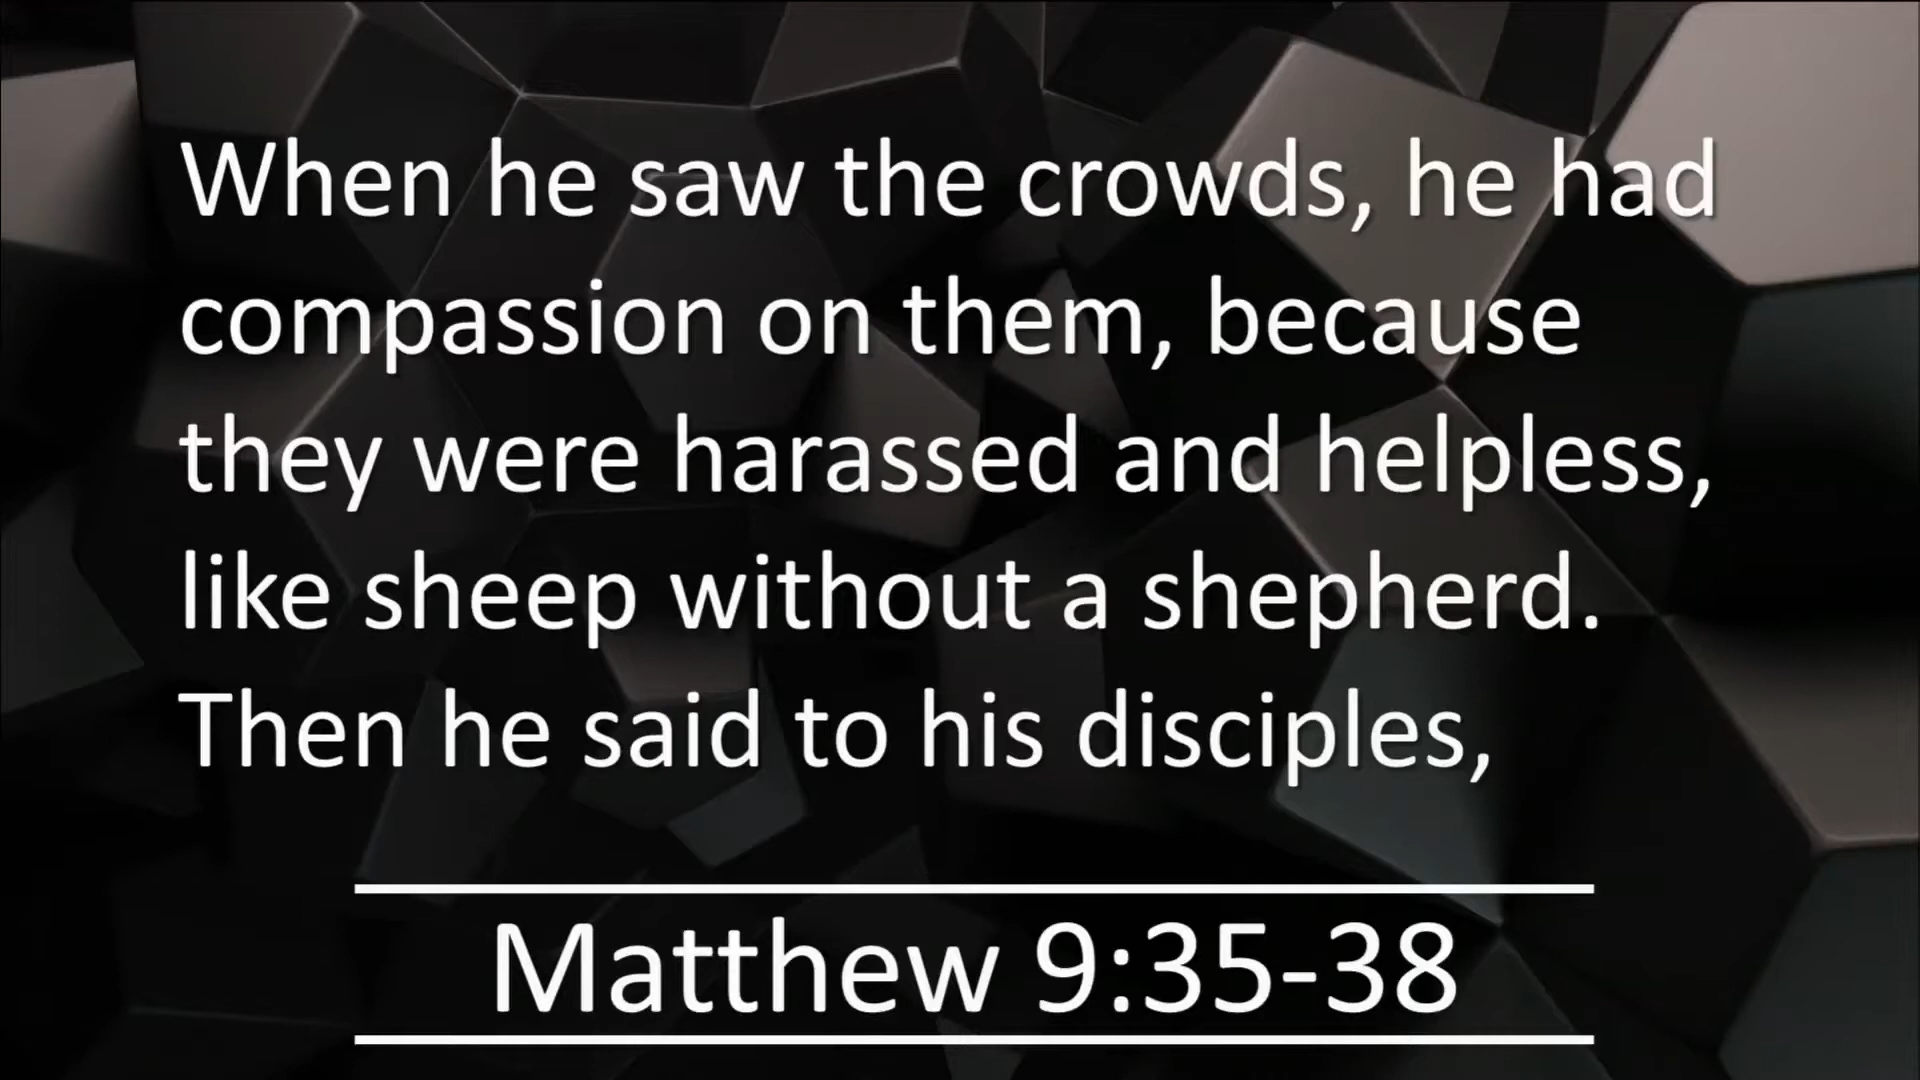 When he saw the crowds, he had
compassion on them, because
they were harassed and helpless,
like sheep without a shepherd.
Then he said to his disciples,
Matthew 9:35-38